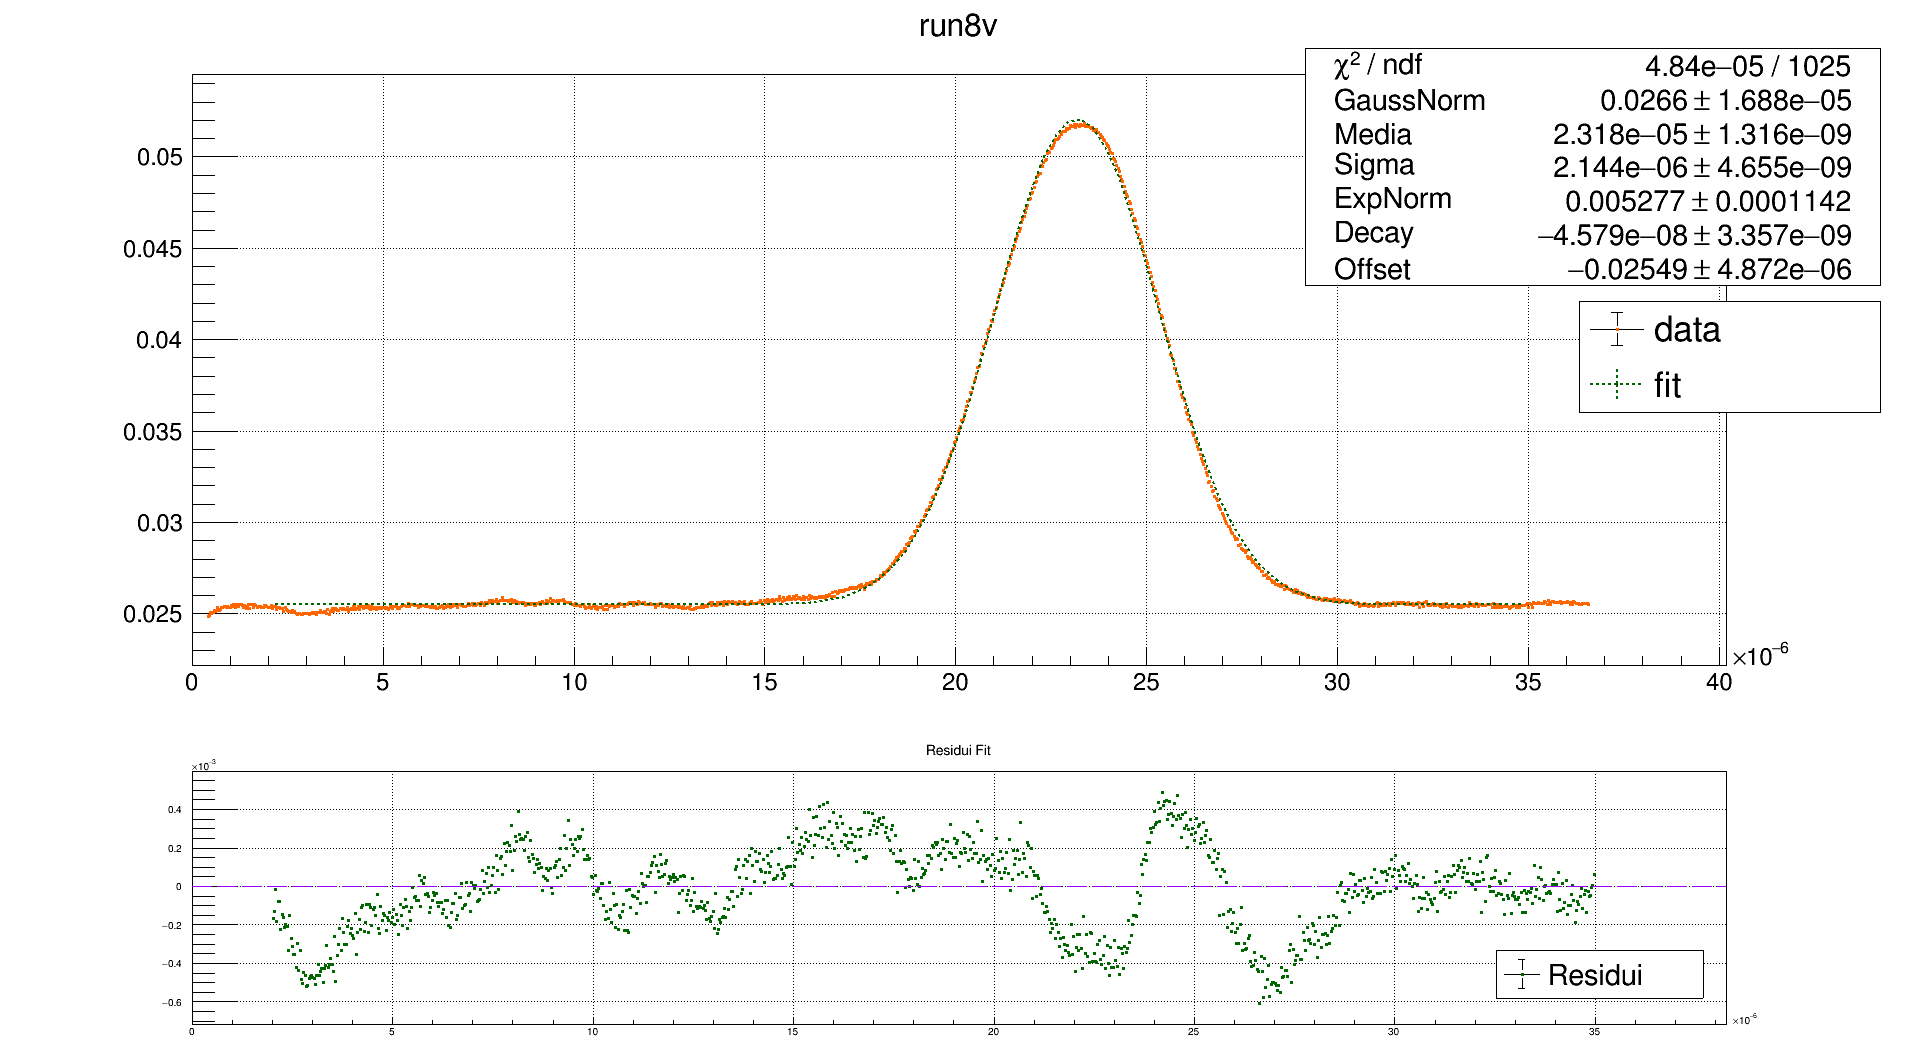 run8v
χ² / ndf 4.84e−05 / 1025
GaussNorm 0.0266 ± 1.688e−05
Media 2.318e−05 ± 1.316e−09
Sigma 2.144e−06 ± 4.655e−09
ExpNorm 0.005277 ± 0.0001142
Decay −4.579e−08 ± 3.357e−09
Offset −0.02549 ± 4.872e−06
data
fit
0.05
0.045
0.04
0.035
0.03
0.025
0 5 10 15 20 25 30 35 40
×10⁻⁶
Residui Fit
×10⁻³
0.4
0.2
0
−0.2
−0.4
−0.6
Residui
0 5 10 15 20 25 30 35
×10⁻⁶